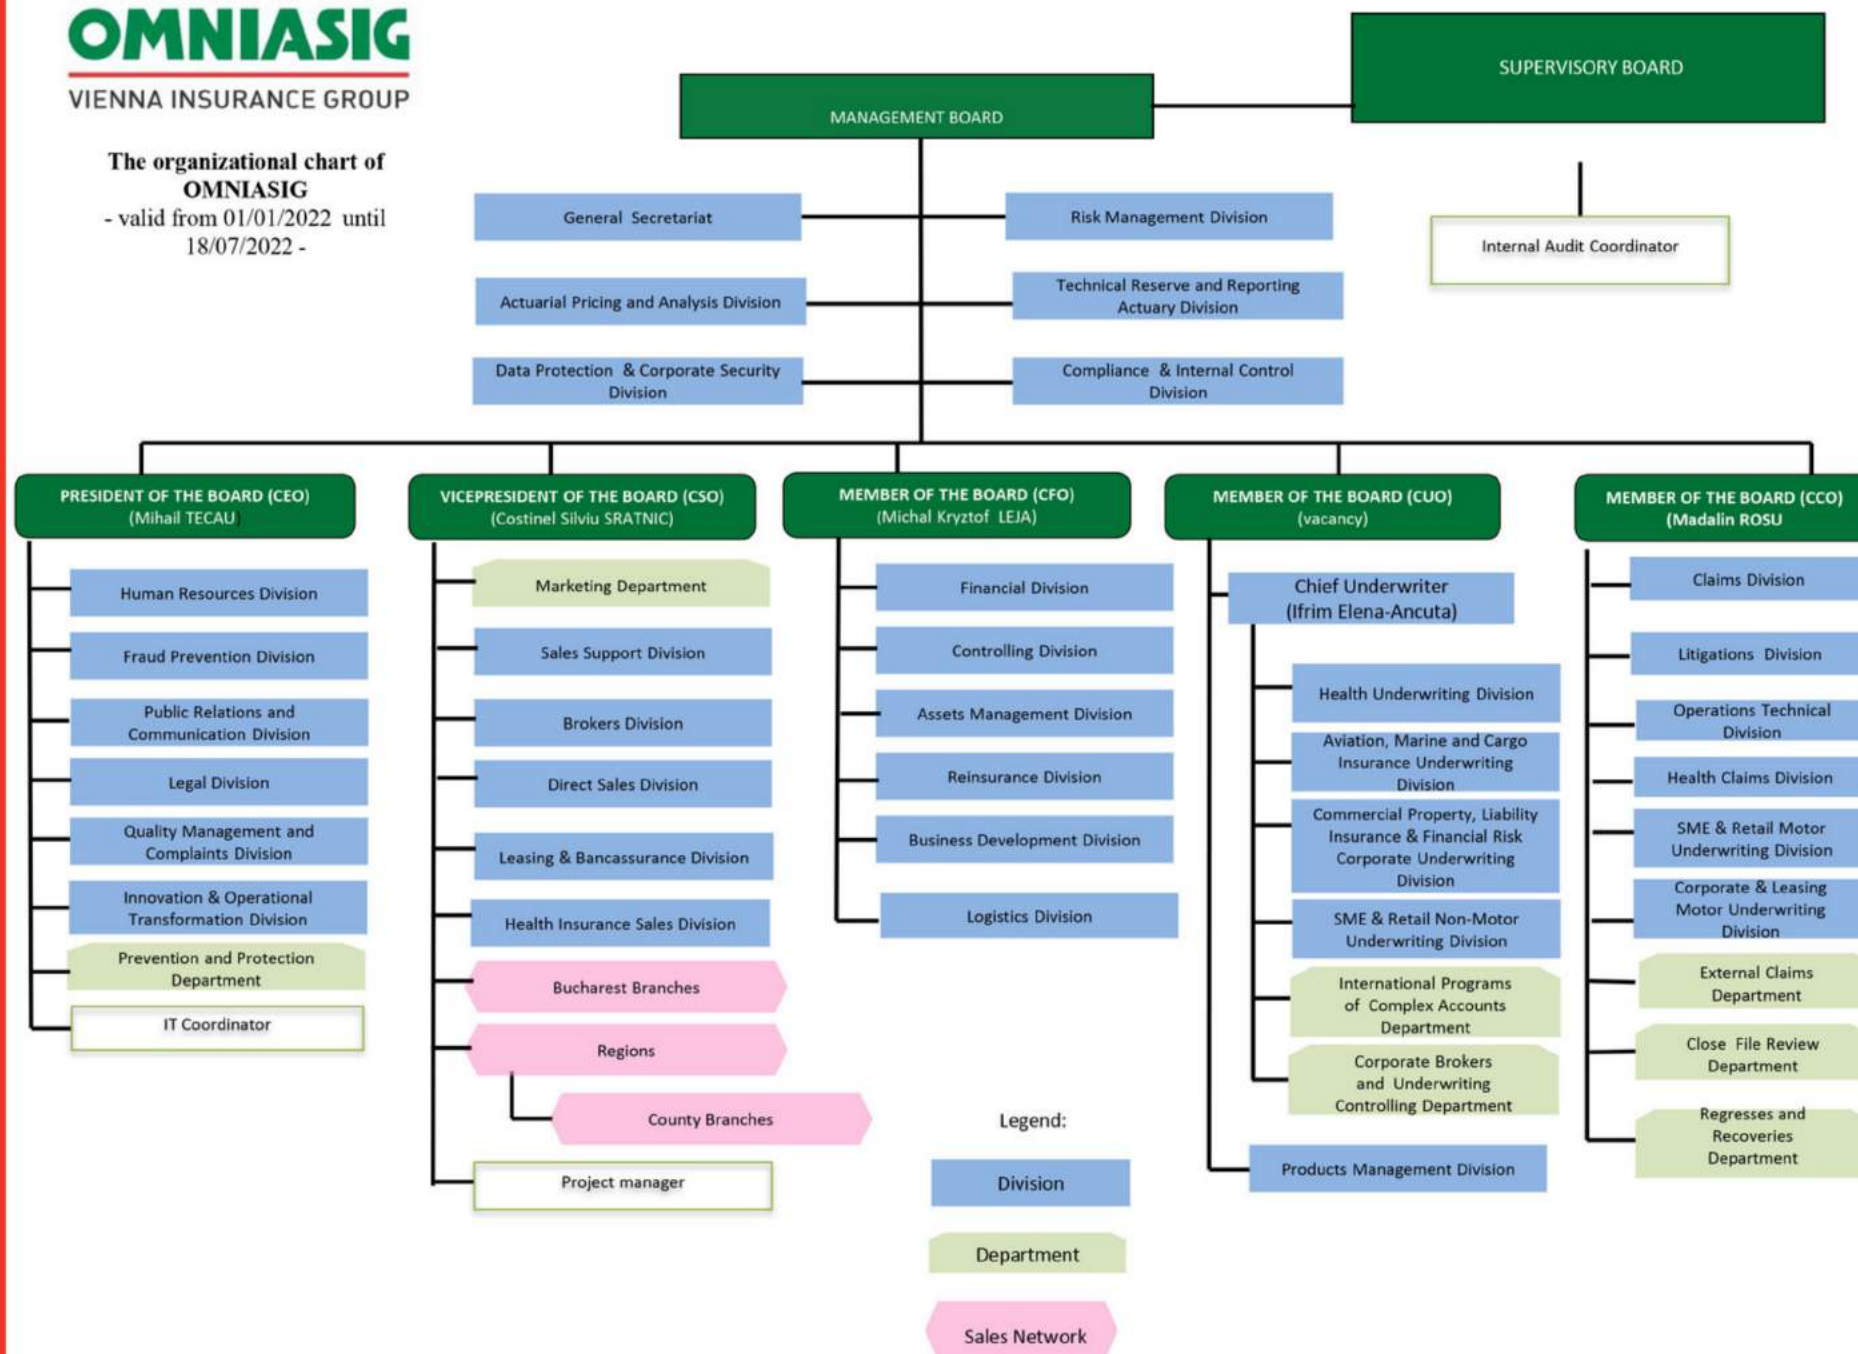 OMNIASIG
VIENNA INSURANCE GROUP
The organizational chart of
OMNIASIG
- valid from 01/01/2022 until
18/07/2022 -
SUPERVISORY BOARD
MANAGEMENT BOARD
General Secretariat
Risk Management Division
Internal Audit Coordinator
Actuarial Pricing and Analysis Division
Technical Reserve and Reporting
Actuary Division
Data Protection & Corporate Security
Division
Compliance & Internal Control
Division
PRESIDENT OF THE BOARD (CEO)
(Mihail TECAU)
Human Resources Division
Fraud Prevention Division
Public Relations and
Communication Division
Legal Division
Quality Management and
Complaints Division
Innovation & Operational
Transformation Division
Prevention and Protection
Department
IT Coordinator
VICEPRESIDENT OF THE BOARD (CSO)
(Costinel Silviu SRATNIC)
Marketing Department
Sales Support Division
Brokers Division
Direct Sales Division
Leasing & Bancassurance Division
Health Insurance Sales Division
Bucharest Branches
Regions
County Branches
Project manager
MEMBER OF THE BOARD (CFO)
(Michal Kryztof LEJA)
Financial Division
Controlling Division
Assets Management Division
Reinsurance Division
Business Development Division
Logistics Division
MEMBER OF THE BOARD (CUO)
(vacancy)
Chief Underwriter
(Ifrim Elena-Ancuta)
Health Underwriting Division
Aviation, Marine and Cargo
Insurance Underwriting
Division
Commercial Property, Liability
Insurance & Financial Risk
Corporate Underwriting
Division
SME & Retail Non-Motor
Underwriting Division
International Programs
of Complex Accounts
Department
Corporate Brokers
and Underwriting
Controlling Department
Products Management Division
MEMBER OF THE BOARD (CCO)
(Madalin ROSU
Claims Division
Litigations Division
Operations Technical
Division
Health Claims Division
SME & Retail Motor
Underwriting Division
Corporate & Leasing
Motor Underwriting
Division
External Claims
Department
Close File Review
Department
Regresses and
Recoveries
Department
Legend:
Division
Department
Sales Network